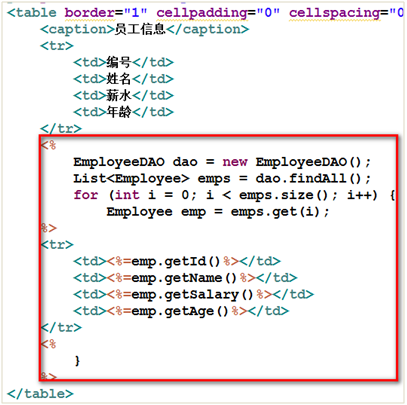 <table border="1" cellpadding="0" cellspacing="0
<caption>员工信息</caption>
<tr>
<td>编号</td>
<td>姓名</td>
<td>薪水</td>
<td>年龄</td>
</tr>
<%
EmployeeDAO dao = new EmployeeDAO();
List<Employee> emps = dao.findAll();
for (int i = 0; i < emps.size(); i++) {
Employee emp = emps.get(i);
%>
<tr>
<td><%=emp.getId()%></td>
<td><%=emp.getName()%></td>
<td><%=emp.getSalary()%></td>
<td><%=emp.getAge()%></td>
</tr>
<%
}
%>
</table>